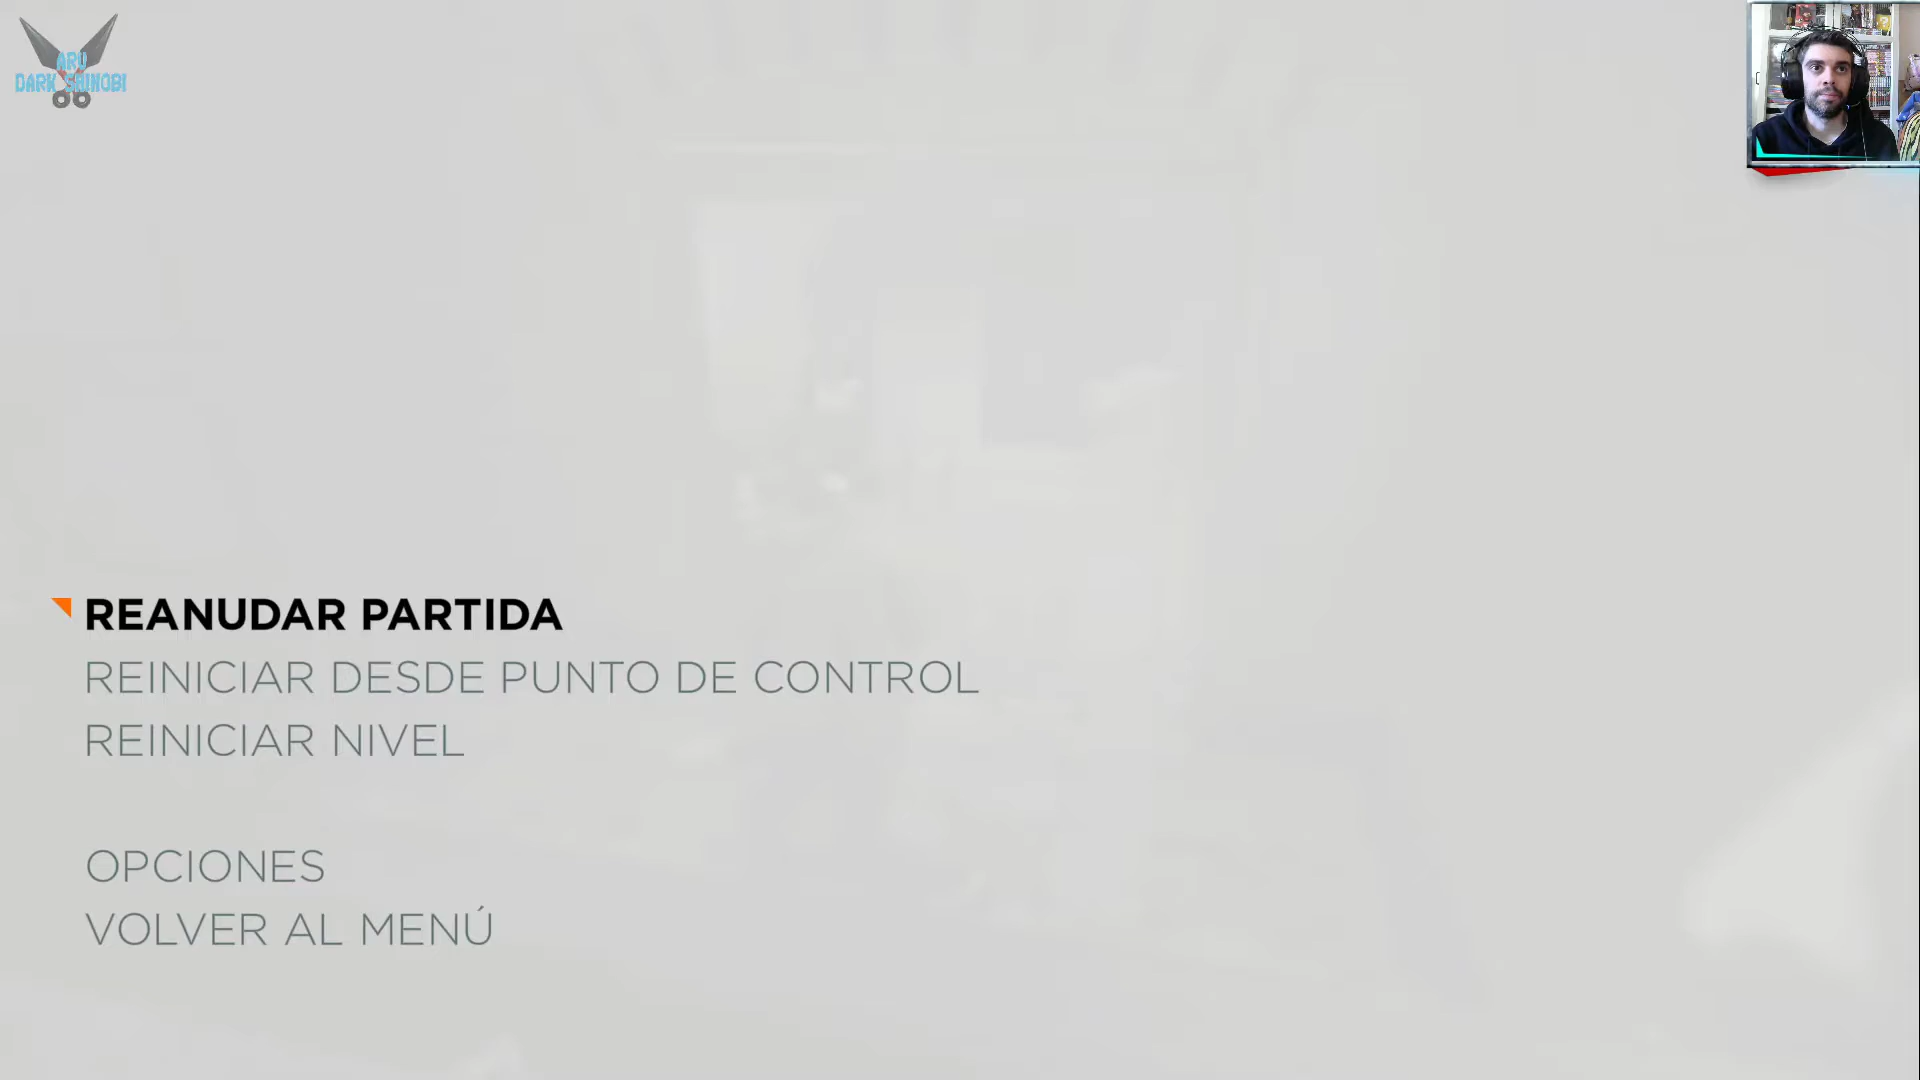 ARU
DARK SHINOBI
REANUDAR PARTIDA
REINICIAR DESDE PUNTO DE CONTROL
REINICIAR NIVEL
OPCIONES
VOLVER AL MENÚ